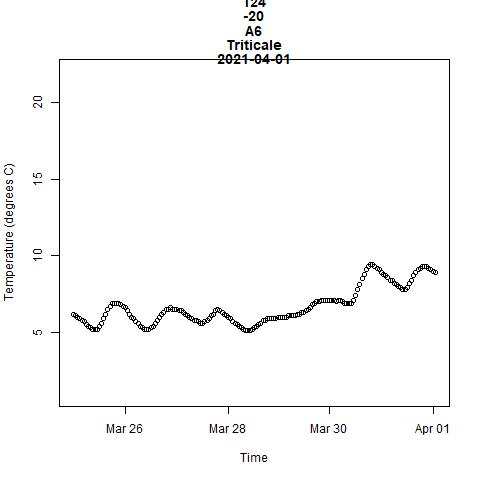 124
-20
A6
Triticale
2021-04-01
Temperature (degrees C)
20
15
10
5
Mar 26
Mar 28
Mar 30
Apr 01
Time